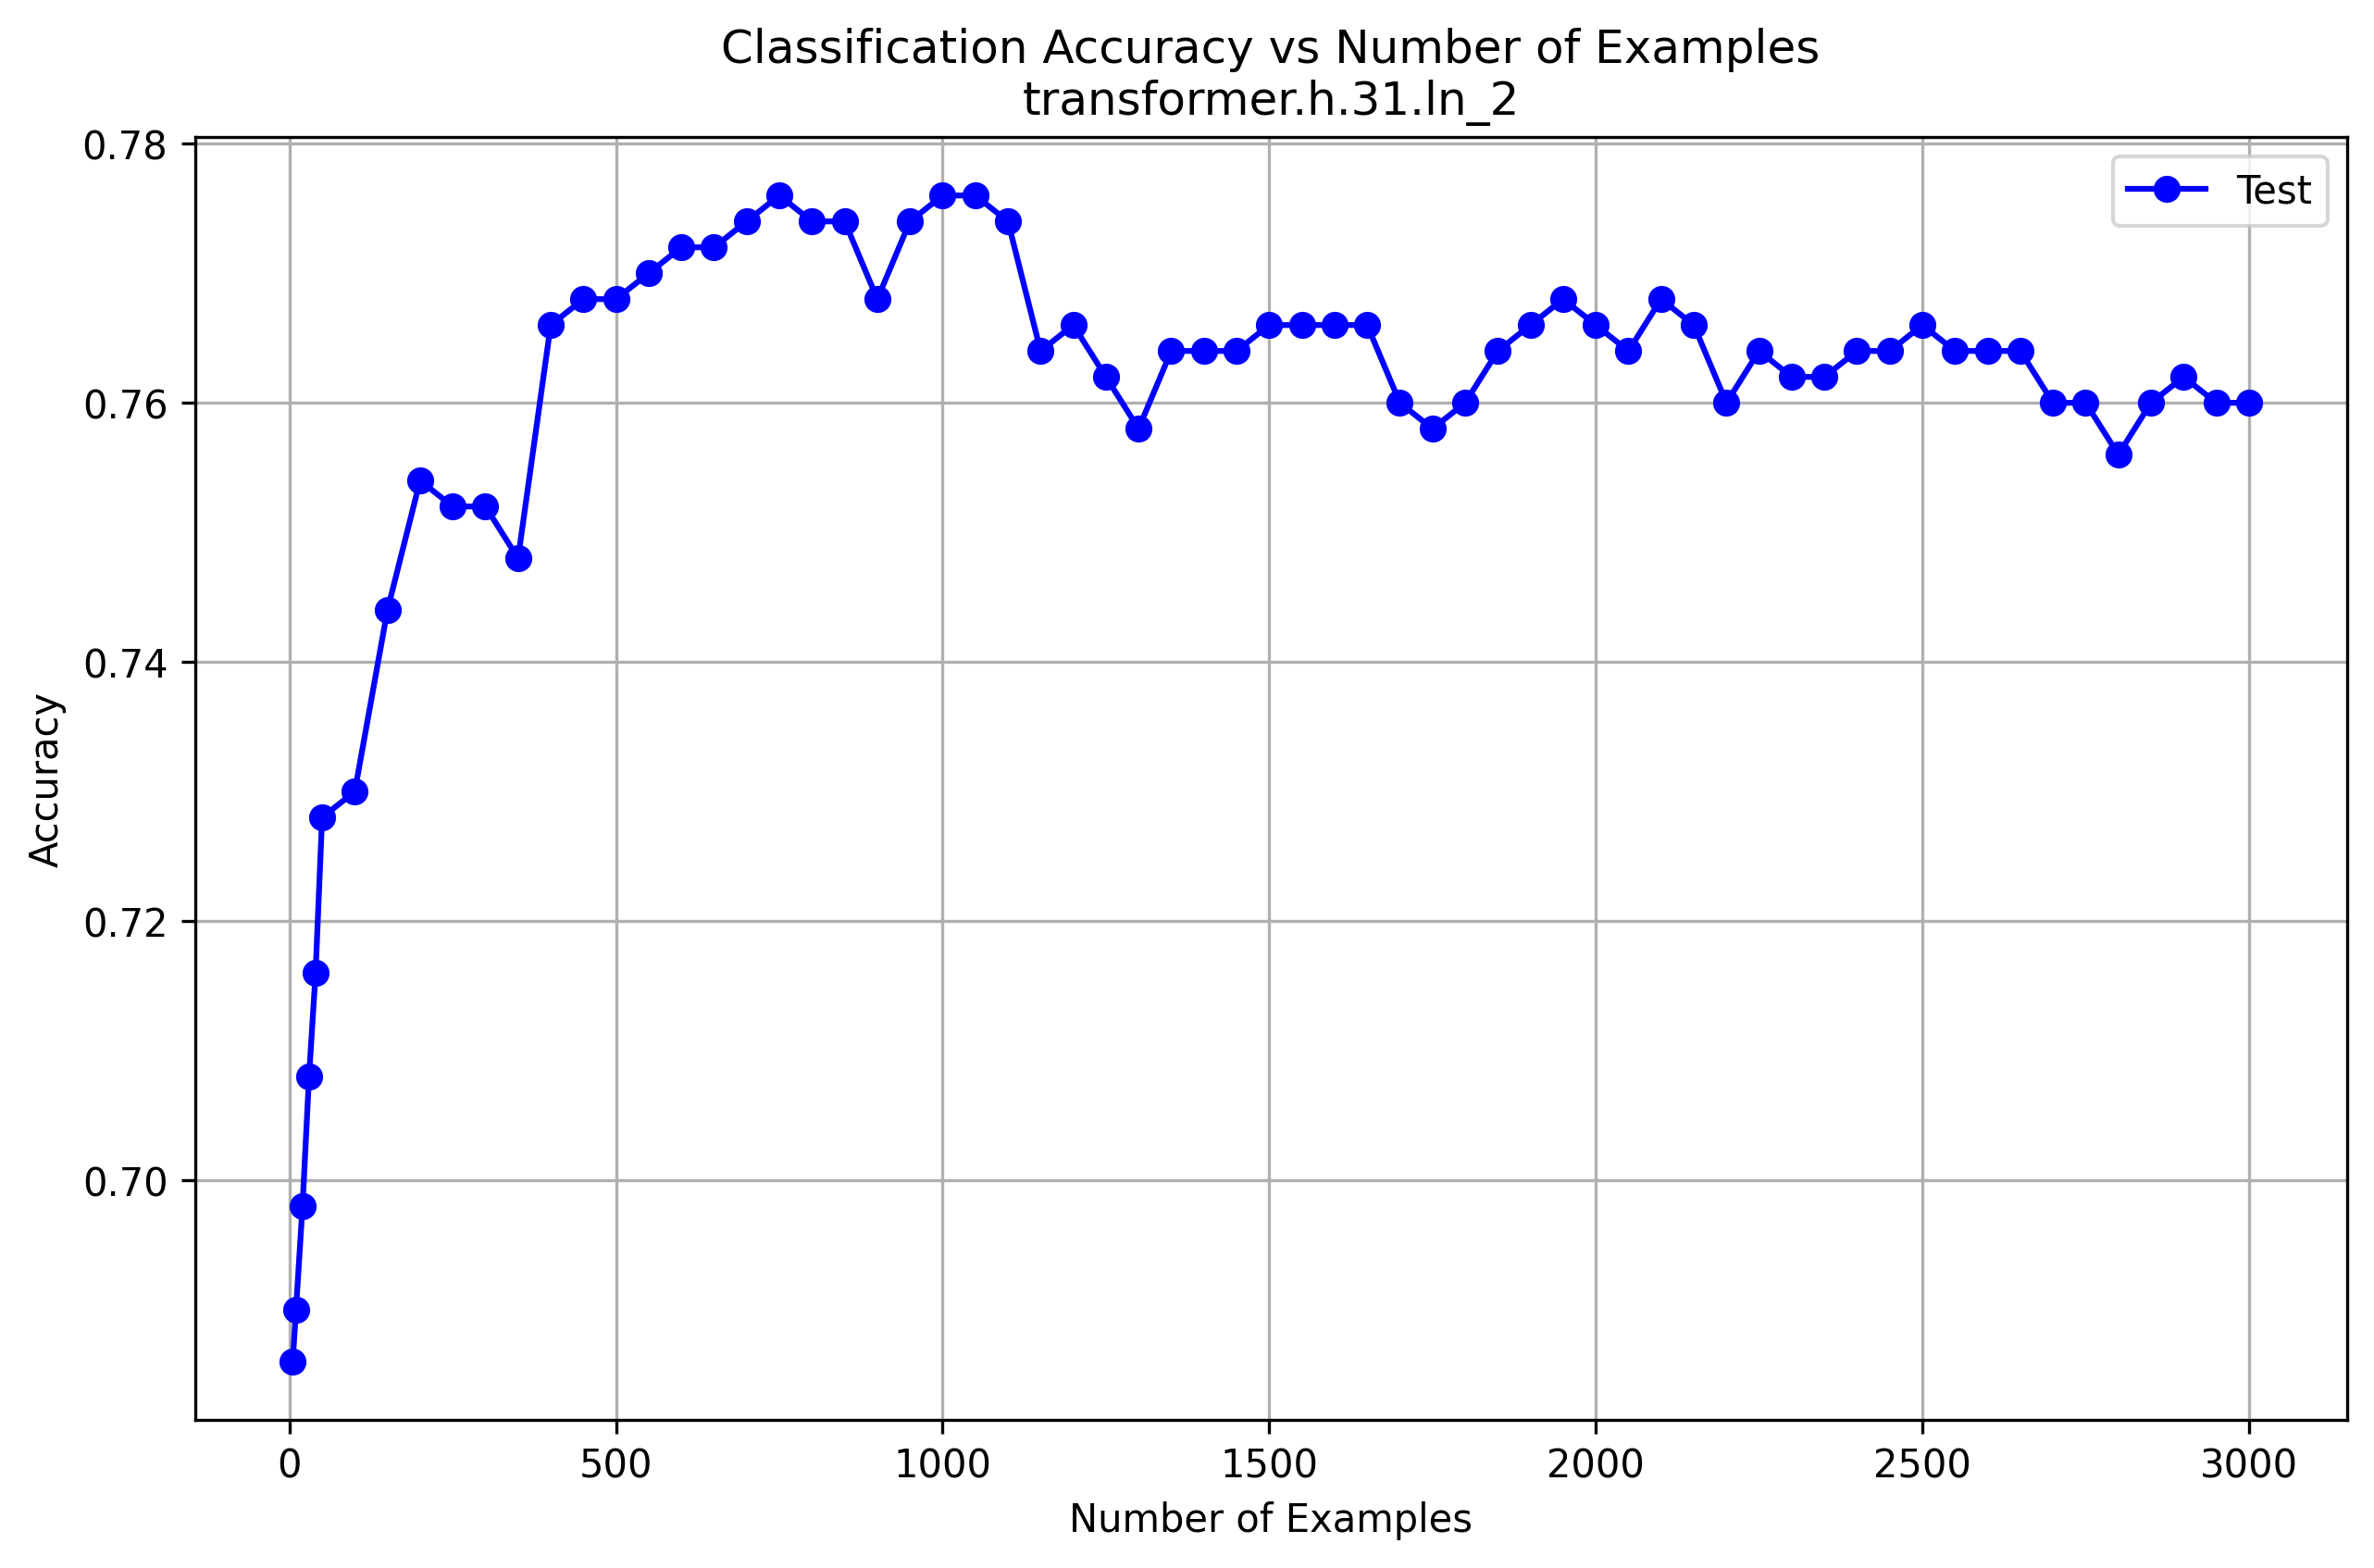 Classification Accuracy vs Number of Examples
transformer.h.31.ln_2
Test
Accuracy
0.78
0.76
0.74
0.72
0.70
0
500
1000
1500
2000
2500
3000
Number of Examples